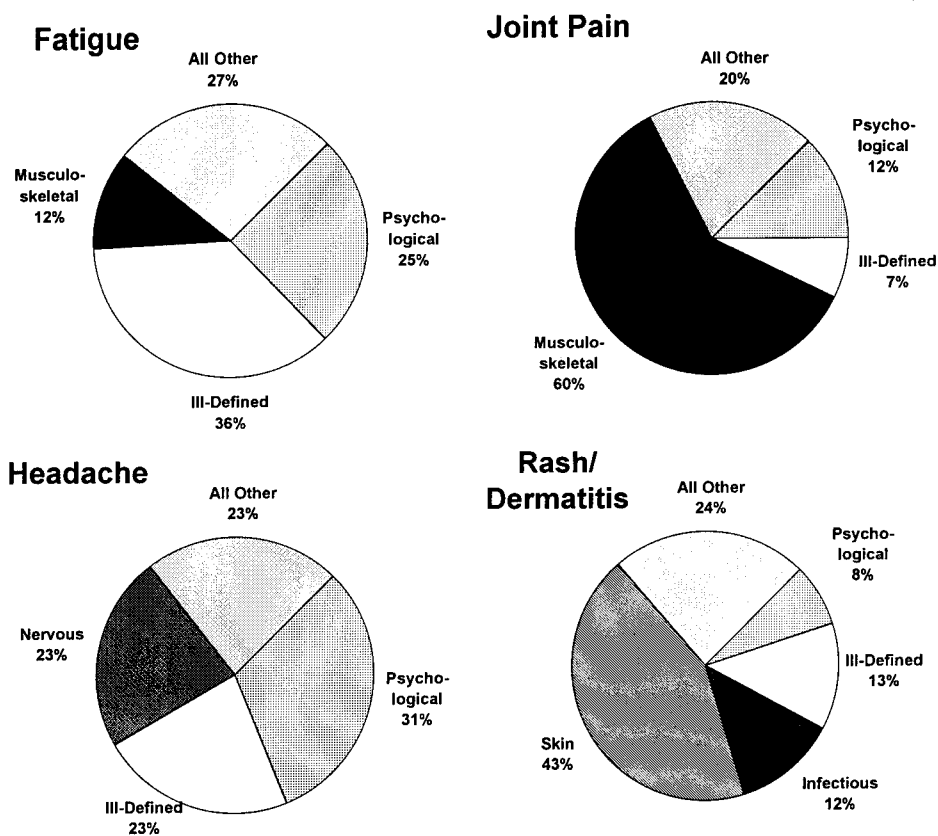 Fatigue
All Other
27%
Musculo-
skeletal
12%
Psycho-
logical
25%
Ill-Defined
36%
Joint Pain
All Other
20%
Psycho-
logical
12%
Ill-Defined
7%
Musculo-
skeletal
60%
Headache
All Other
23%
Nervous
23%
Psycho-
logical
31%
Ill-Defined
23%
Rash/
Dermatitis
All Other
24%
Psycho-
logical
8%
Ill-Defined
13%
Skin
43%
Infectious
12%